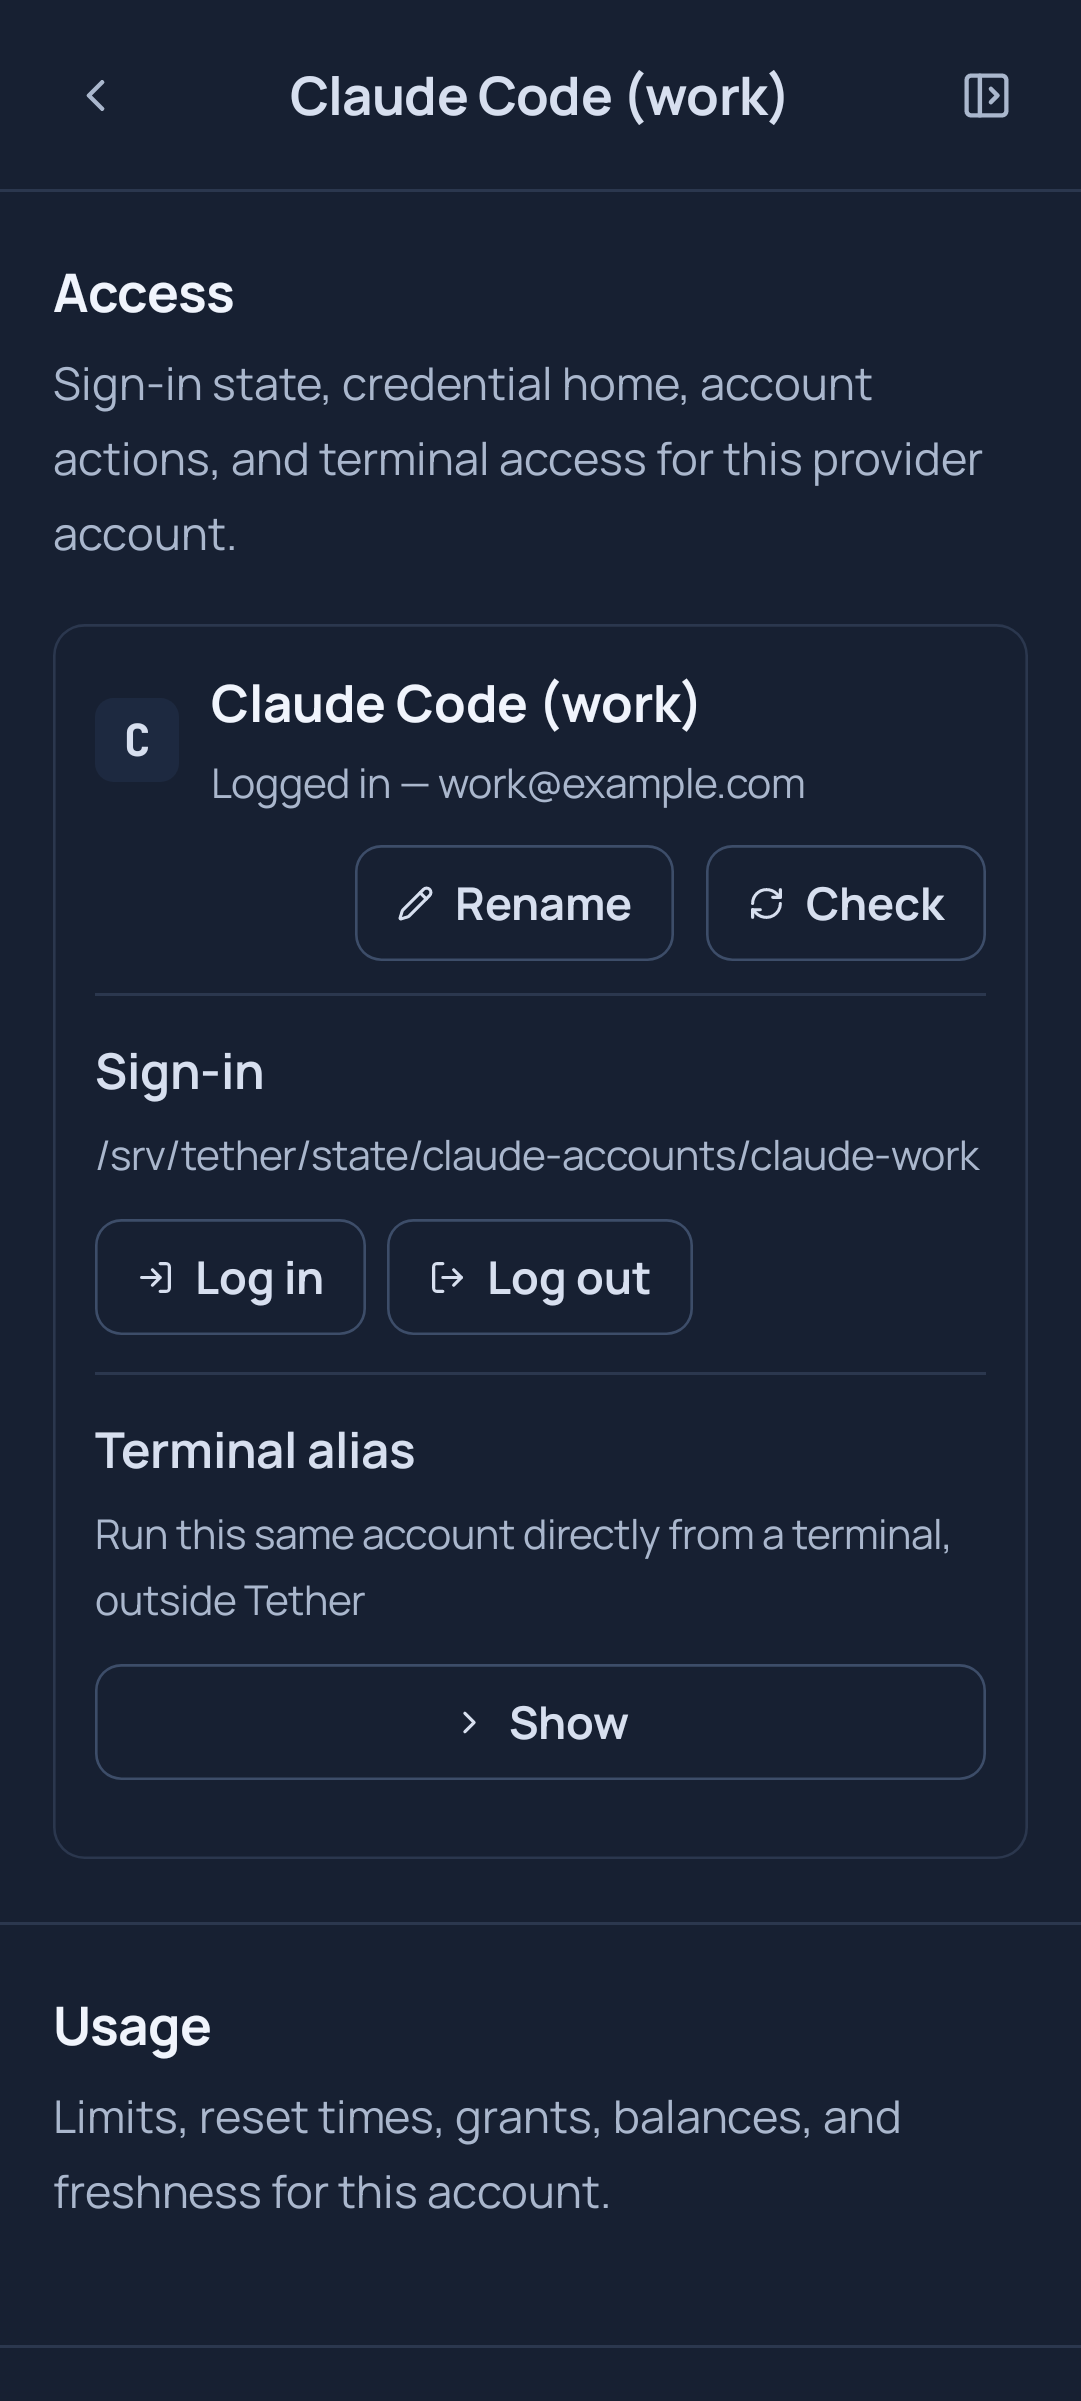 Claude Code (work)
Access
Sign-in state, credential home, account
actions, and terminal access for this provider
account.
C
Claude Code (work)
Logged in — work@example.com
Rename
Check
Sign-in
/srv/tether/state/claude-accounts/claude-work
Log in
Log out
Terminal alias
Run this same account directly from a terminal,
outside Tether
Show
Usage
Limits, reset times, grants, balances, and
freshness for this account.